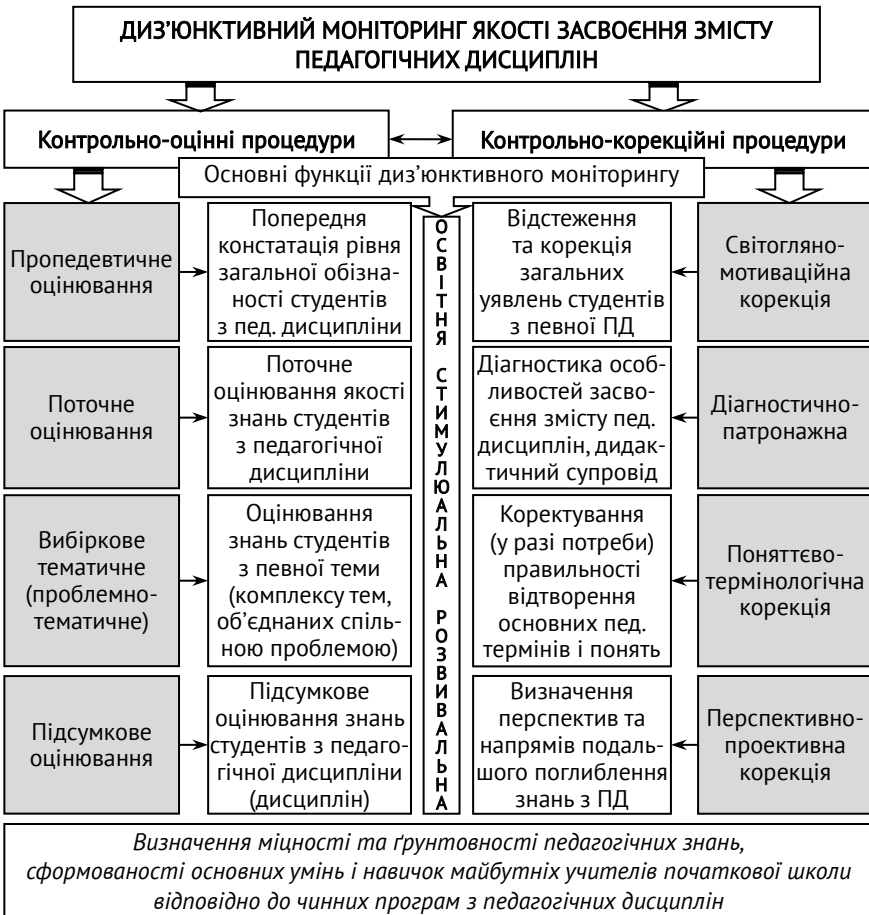 ДИЗ’ЮНКТИВНИЙ МОНІТОРИНГ ЯКОСТІ ЗАСВОЄННЯ ЗМІСТУ
ПЕДАГОГІЧНИХ ДИСЦИПЛІН
Контрольно-оцінні процедури
Контрольно-корекційні процедури
Основні функції диз’юнктивного моніторингу
Пропедевтичне
оцінювання
Попередня
констатація рівня
загальної обізна-
ності студентів
з пед. дисципліни
Відстеження
та корекція
загальних
уявлень студентів
з певної ПД
Світогляно-
мотиваційна
корекція
Поточне
оцінювання
Поточне
оцінювання якості
знань студентів
з педагогічної
дисципліни
Діагностика особ-
ливостей засво-
єння змісту пед.
дисциплін, дидак-
тичний супровід
Діагностично-
патронажна
Вибіркове
тематичне
(проблемно-
тематичне)
Оцінювання
знань студентів
з певної теми
(комплексу тем,
об’єднаних спіль-
ною проблемою)
Коректування
(у разі потреби)
правильності
відтворення
основних пед.
термінів і понять
Поняттєво-
термінологічна
корекція
Підсумкове
оцінювання
Підсумкове
оцінювання знань
студентів з педаго-
гічної дисципліни
(дисциплін)
Визначення
перспектив та
напрямів подаль-
шого поглиблення
знань з ПД
Перспективно-
проективна
корекція
ОСВІТНЯ СТИМУЛЮАЛЬНА РОЗВИВАЛЬНА
Визначення міцності та ґрунтовності педагогічних знань,
сформованості основних умінь і навичок майбутніх учителів початкової школи
відповідно до чинних програм з педагогічних дисциплін